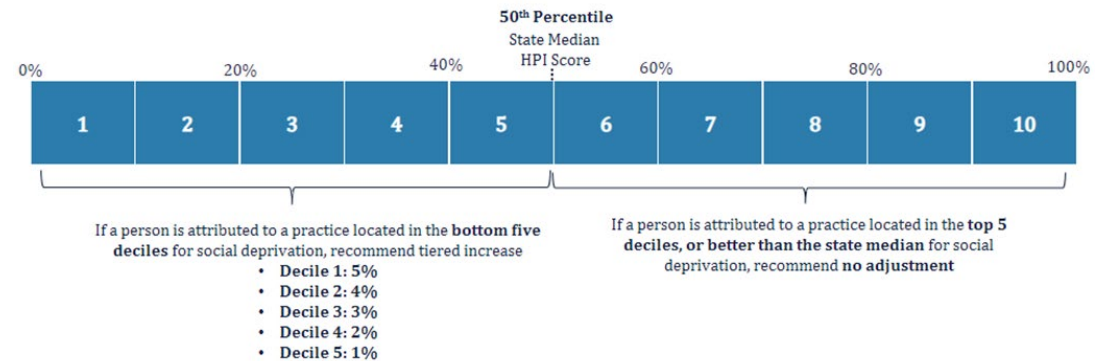 50th Percentile
State Median
HPI Score
0%
20%
40%
60%
80%
100%
1
2
3
4
5
6
7
8
9
10
If a person is attributed to a practice located in the bottom five
deciles for social deprivation, recommend tiered increase
• Decile 1: 5%
• Decile 2: 4%
• Decile 3: 3%
• Decile 4: 2%
• Decile 5: 1%
If a person is attributed to a practice located in the top 5
deciles, or better than the state median for social
deprivation, recommend no adjustment